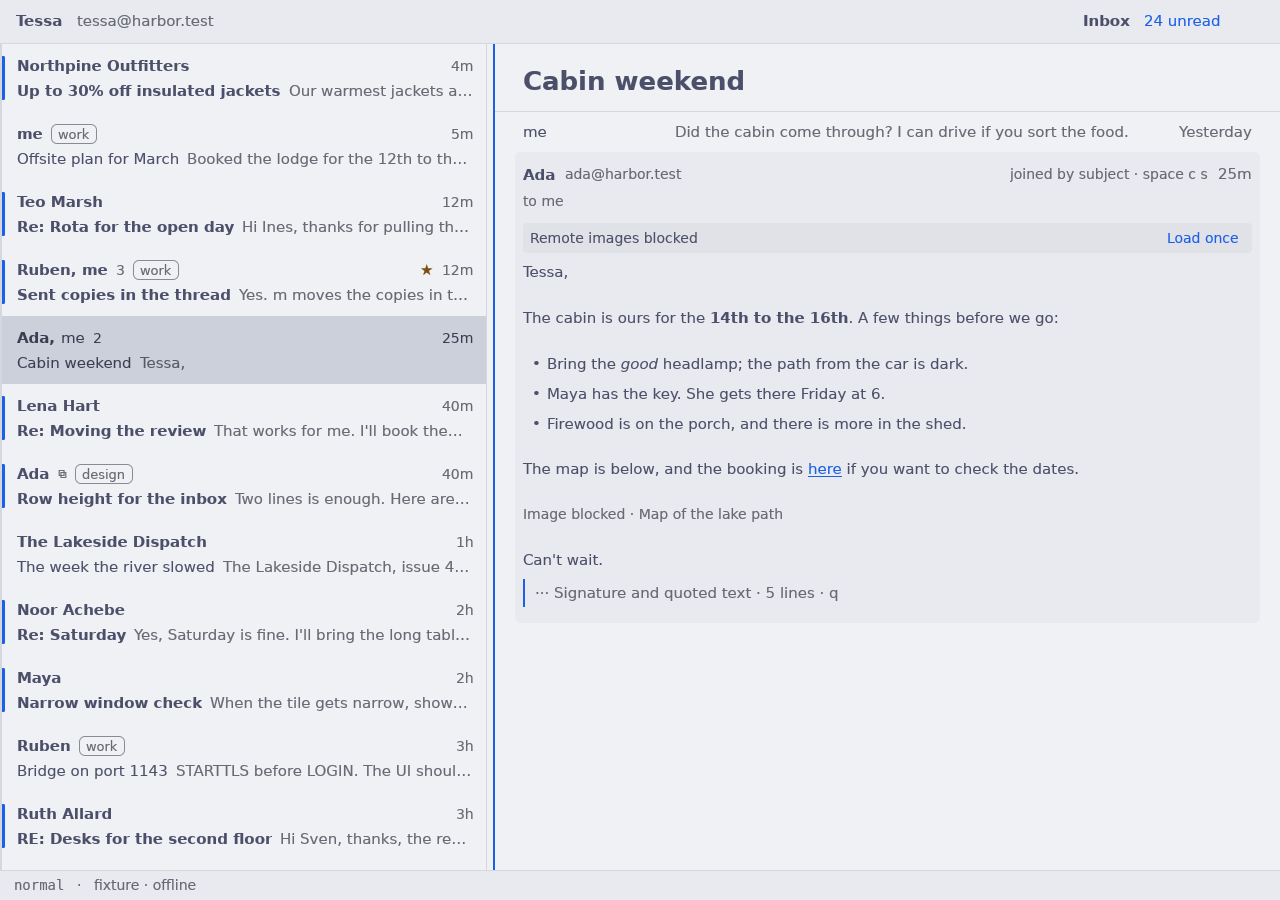 Tessa tessa@harbor.test Inbox 24 unread
Northpine Outfitters 4m
Up to 30% off insulated jackets Our warmest jackets a…
me work 5m
Offsite plan for March Booked the lodge for the 12th to th…
Teo Marsh 12m
Re: Rota for the open day Hi Ines, thanks for pulling th…
Ruben, me 3 work ★ 12m
Sent copies in the thread Yes. m moves the copies in t…
Ada, me 2 25m
Cabin weekend Tessa,
Lena Hart 40m
Re: Moving the review That works for me. I'll book the…
Ada design 40m
Row height for the inbox Two lines is enough. Here are…
The Lakeside Dispatch 1h
The week the river slowed The Lakeside Dispatch, issue 4…
Noor Achebe 2h
Re: Saturday Yes, Saturday is fine. I'll bring the long tabl…
Maya 2h
Narrow window check When the tile gets narrow, show…
Ruben work 3h
Bridge on port 1143 STARTTLS before LOGIN. The UI shoul…
Ruth Allard 3h
RE: Desks for the second floor Hi Sven, thanks, the re…
Cabin weekend
me Did the cabin come through? I can drive if you sort the food. Yesterday
Ada ada@harbor.test joined by subject · space c s 25m
to me
Remote images blocked Load once
Tessa,
The cabin is ours for the 14th to the 16th. A few things before we go:
• Bring the good headlamp; the path from the car is dark.
• Maya has the key. She gets there Friday at 6.
• Firewood is on the porch, and there is more in the shed.
The map is below, and the booking is here if you want to check the dates.
Image blocked · Map of the lake path
Can't wait.
··· Signature and quoted text · 5 lines · q
normal · fixture · offline